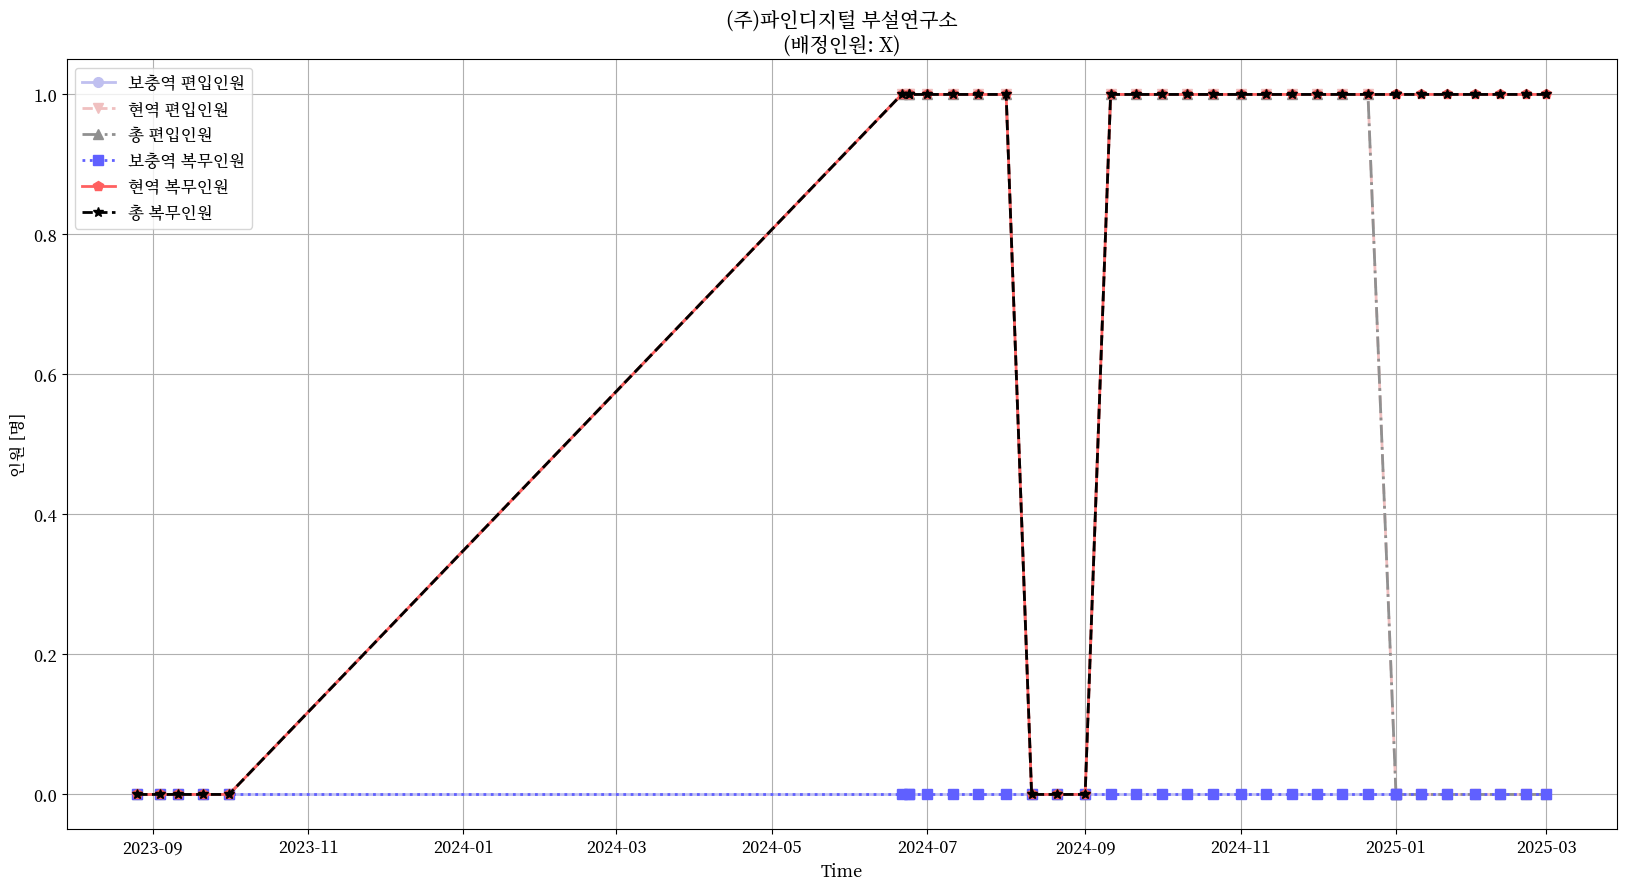 (주)파인디지털 부설연구소
(배정인원: X)
보충역 편입인원
현역 편입인원
총 편입인원
보충역 복무인원
현역 복무인원
총 복무인원
1.0
0.8
0.6
0.4
0.2
0.0
인원 [명]
2023-09
2023-11
2024-01
2024-03
2024-05
2024-07
2024-09
2024-11
2025-01
2025-03
Time